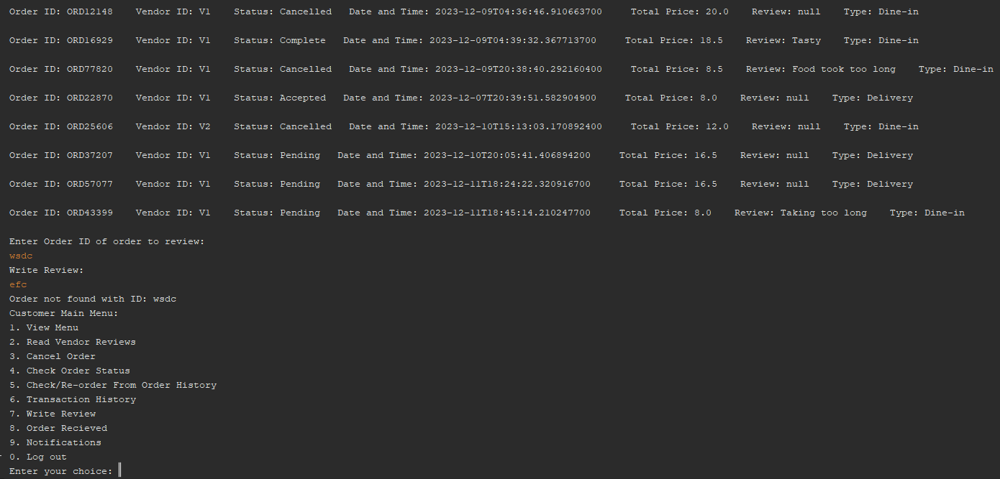 Order ID: ORD12148    Vendor ID: V1    Status: Cancelled   Date and Time: 2023-12-09T04:36:46.910663700     Total Price: 20.0    Review: null    Type: Dine-in
Order ID: ORD16929    Vendor ID: V1    Status: Complete   Date and Time: 2023-12-09T04:39:32.367713700     Total Price: 18.5    Review: Tasty    Type: Dine-in
Order ID: ORD77820    Vendor ID: V1    Status: Cancelled   Date and Time: 2023-12-09T20:38:40.292160400     Total Price: 8.5    Review: Food took too long    Type: Dine-in
Order ID: ORD22870    Vendor ID: V1    Status: Accepted   Date and Time: 2023-12-07T20:39:51.582904900     Total Price: 8.0    Review: null    Type: Delivery
Order ID: ORD25606    Vendor ID: V2    Status: Cancelled   Date and Time: 2023-12-10T15:13:03.170892400     Total Price: 12.0    Review: null    Type: Dine-in
Order ID: ORD37207    Vendor ID: V1    Status: Pending   Date and Time: 2023-12-10T20:05:41.406894200     Total Price: 16.5    Review: null    Type: Delivery
Order ID: ORD57077    Vendor ID: V1    Status: Pending   Date and Time: 2023-12-11T18:24:22.320916700     Total Price: 16.5    Review: null    Type: Delivery
Order ID: ORD43399    Vendor ID: V1    Status: Pending   Date and Time: 2023-12-11T18:45:14.210247700     Total Price: 8.0    Review: Taking too long    Type: Dine-in
Enter Order ID of order to review:
wsdc
Write Review:
efc
Order not found with ID: wsdc
Customer Main Menu:
1. View Menu
2. Read Vendor Reviews
3. Cancel Order
4. Check Order Status
5. Check/Re-order From Order History
6. Transaction History
7. Write Review
8. Order Recieved
9. Notifications
0. Log out
Enter your choice: